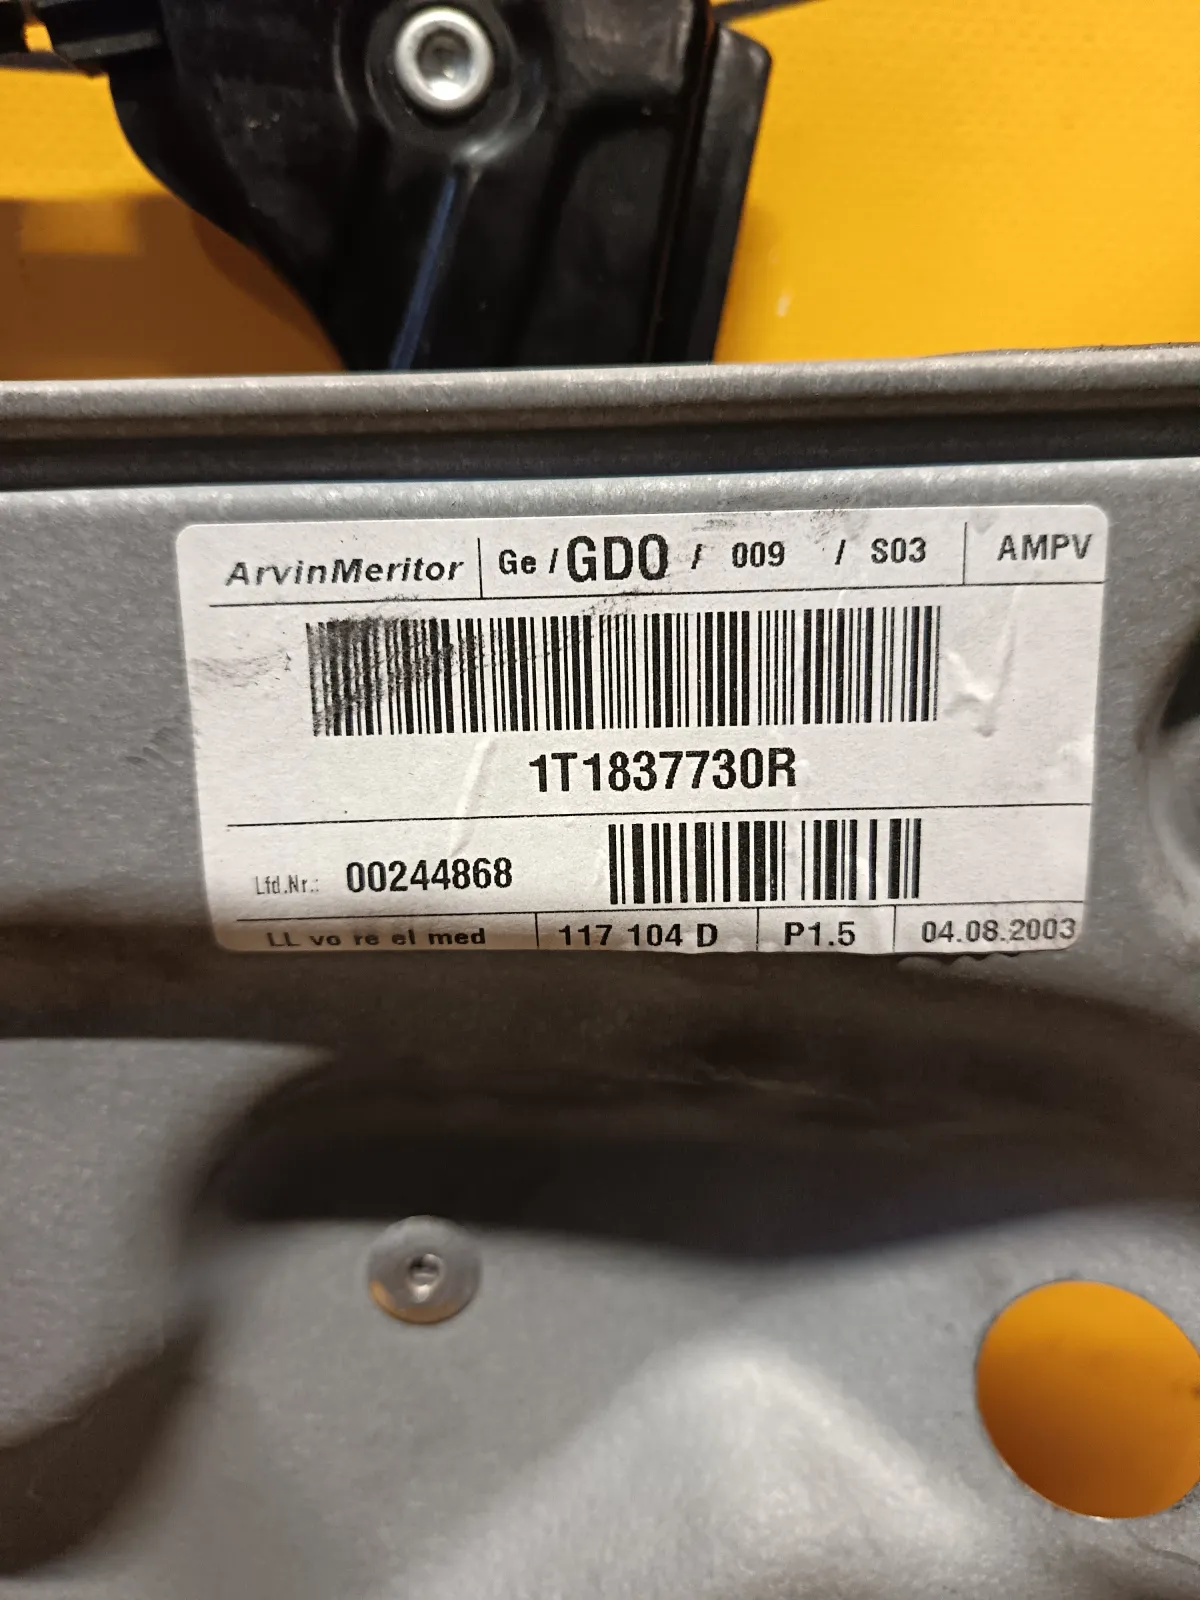 ArvinMeritor Ge / GDO / 009 / S03 AMPV
1T1837730R
Lfd.Nr.: 00244868
LL vo re el med 117 104 D P1.5 04.08.2003